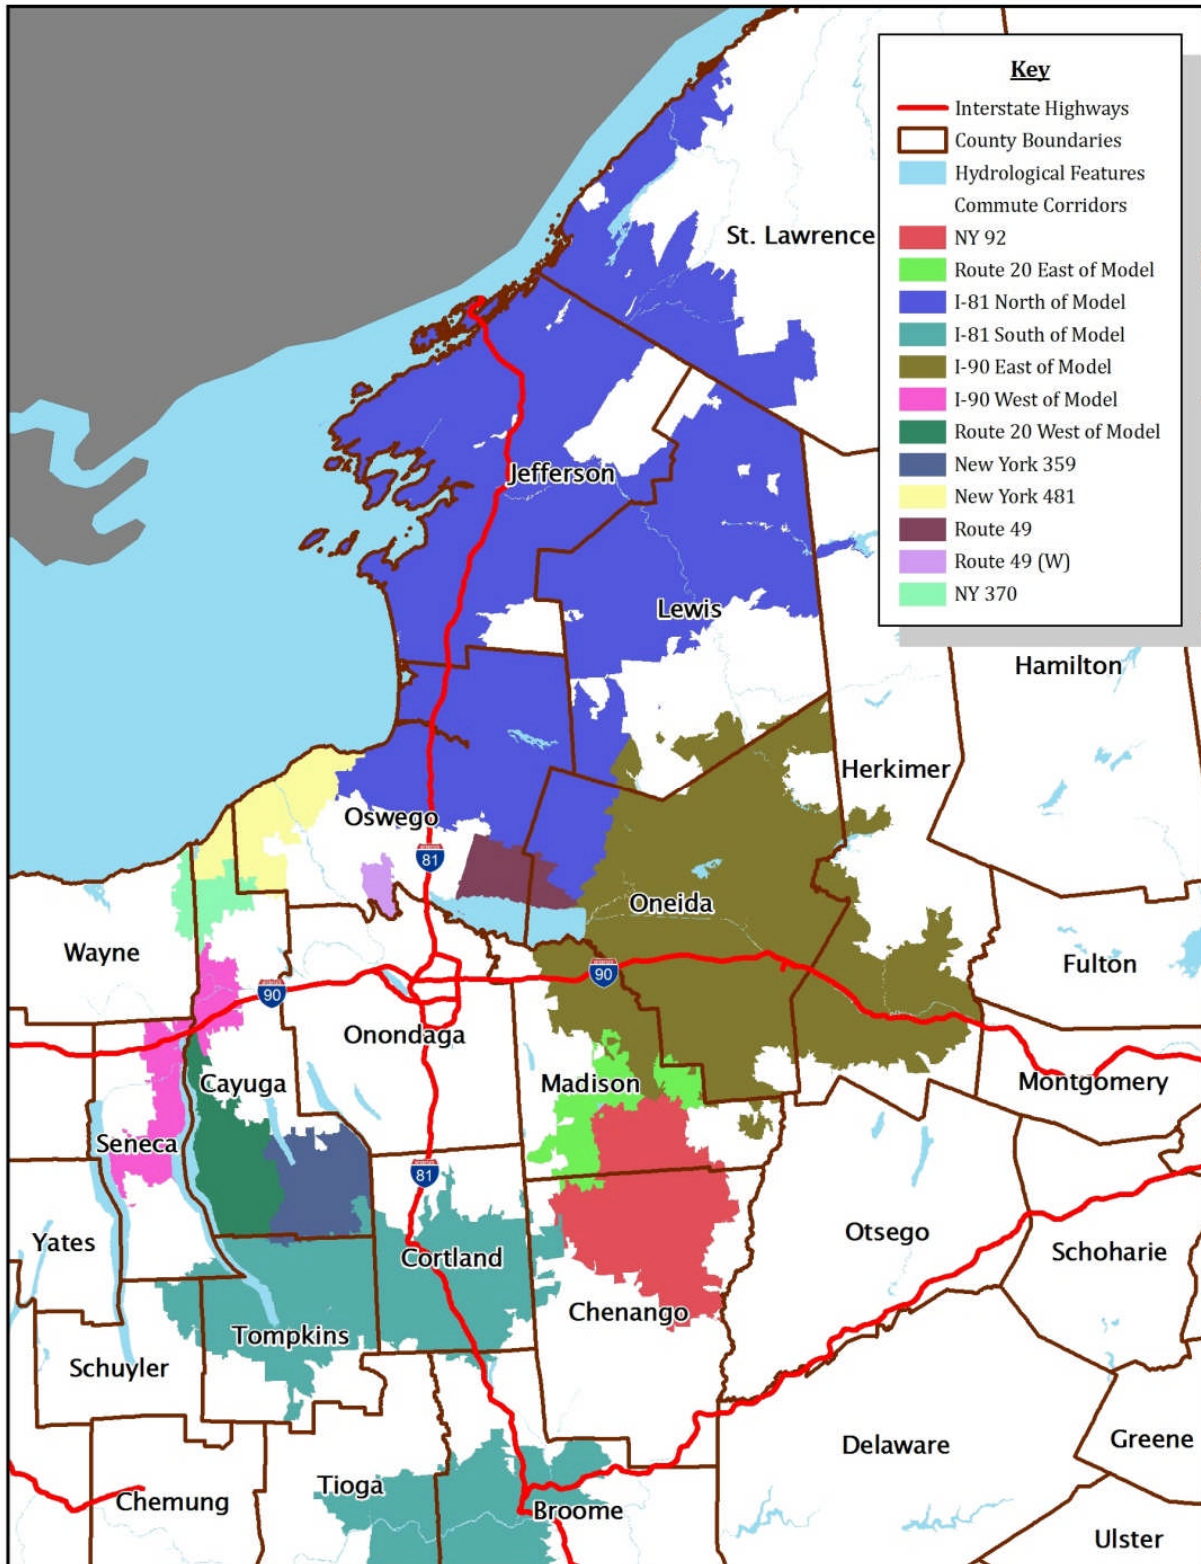 Key
Interstate Highways
County Boundaries
Hydrological Features
Commute Corridors
NY 92
Route 20 East of Model
I-81 North of Model
I-81 South of Model
I-90 East of Model
I-90 West of Model
Route 20 West of Model
New York 359
New York 481
Route 49
Route 49 (W)
NY 370
St. Lawrence
Jefferson
Lewis
Hamilton
Herkimer
Oswego
81
Oneida
Wayne
Fulton
90
90
Onondaga
Cayuga
Madison
Montgomery
Seneca
81
Yates
Otsego
Schoharie
Cortland
Chenango
Tompkins
Schuyler
Delaware
Greene
Tioga
Chemung
Broome
Ulster